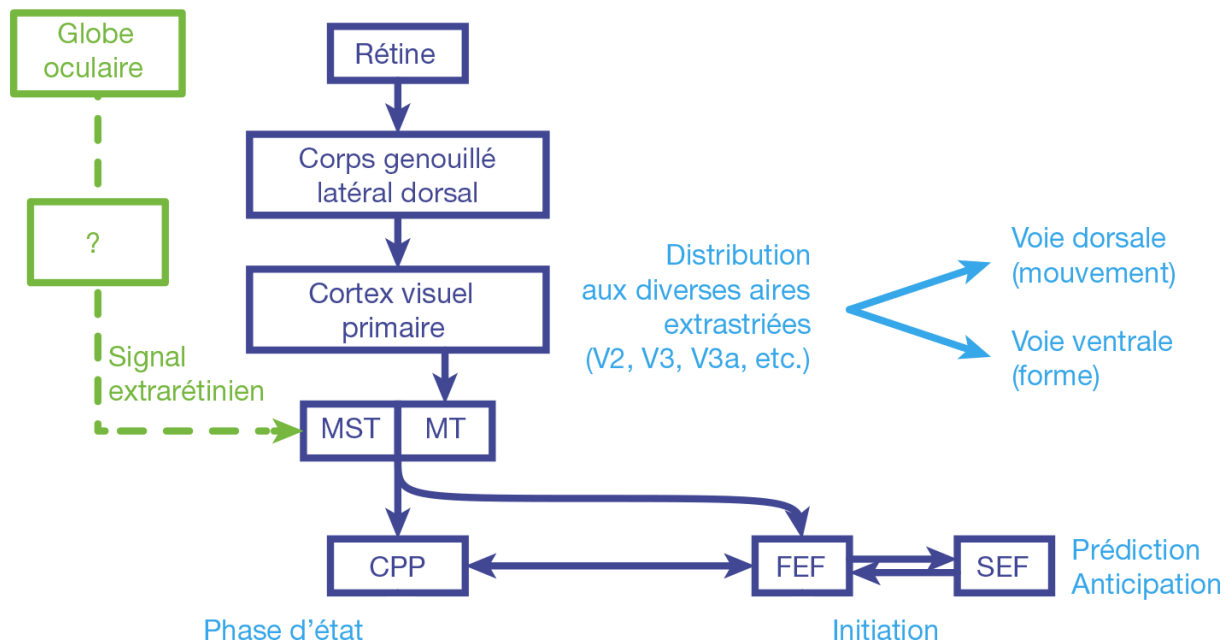 Globe
oculaire
Rétine
Corps genouillé
latéral dorsal
?
Cortex visuel
primaire
Distribution
aux diverses aires
extrastriées
(V2, V3, V3a, etc.)
Voie dorsale
(mouvement)
Voie ventrale
(forme)
Signal
extrarétinien
MST
MT
CPP
FEF
SEF
Prédiction
Anticipation
Phase d’état
Initiation